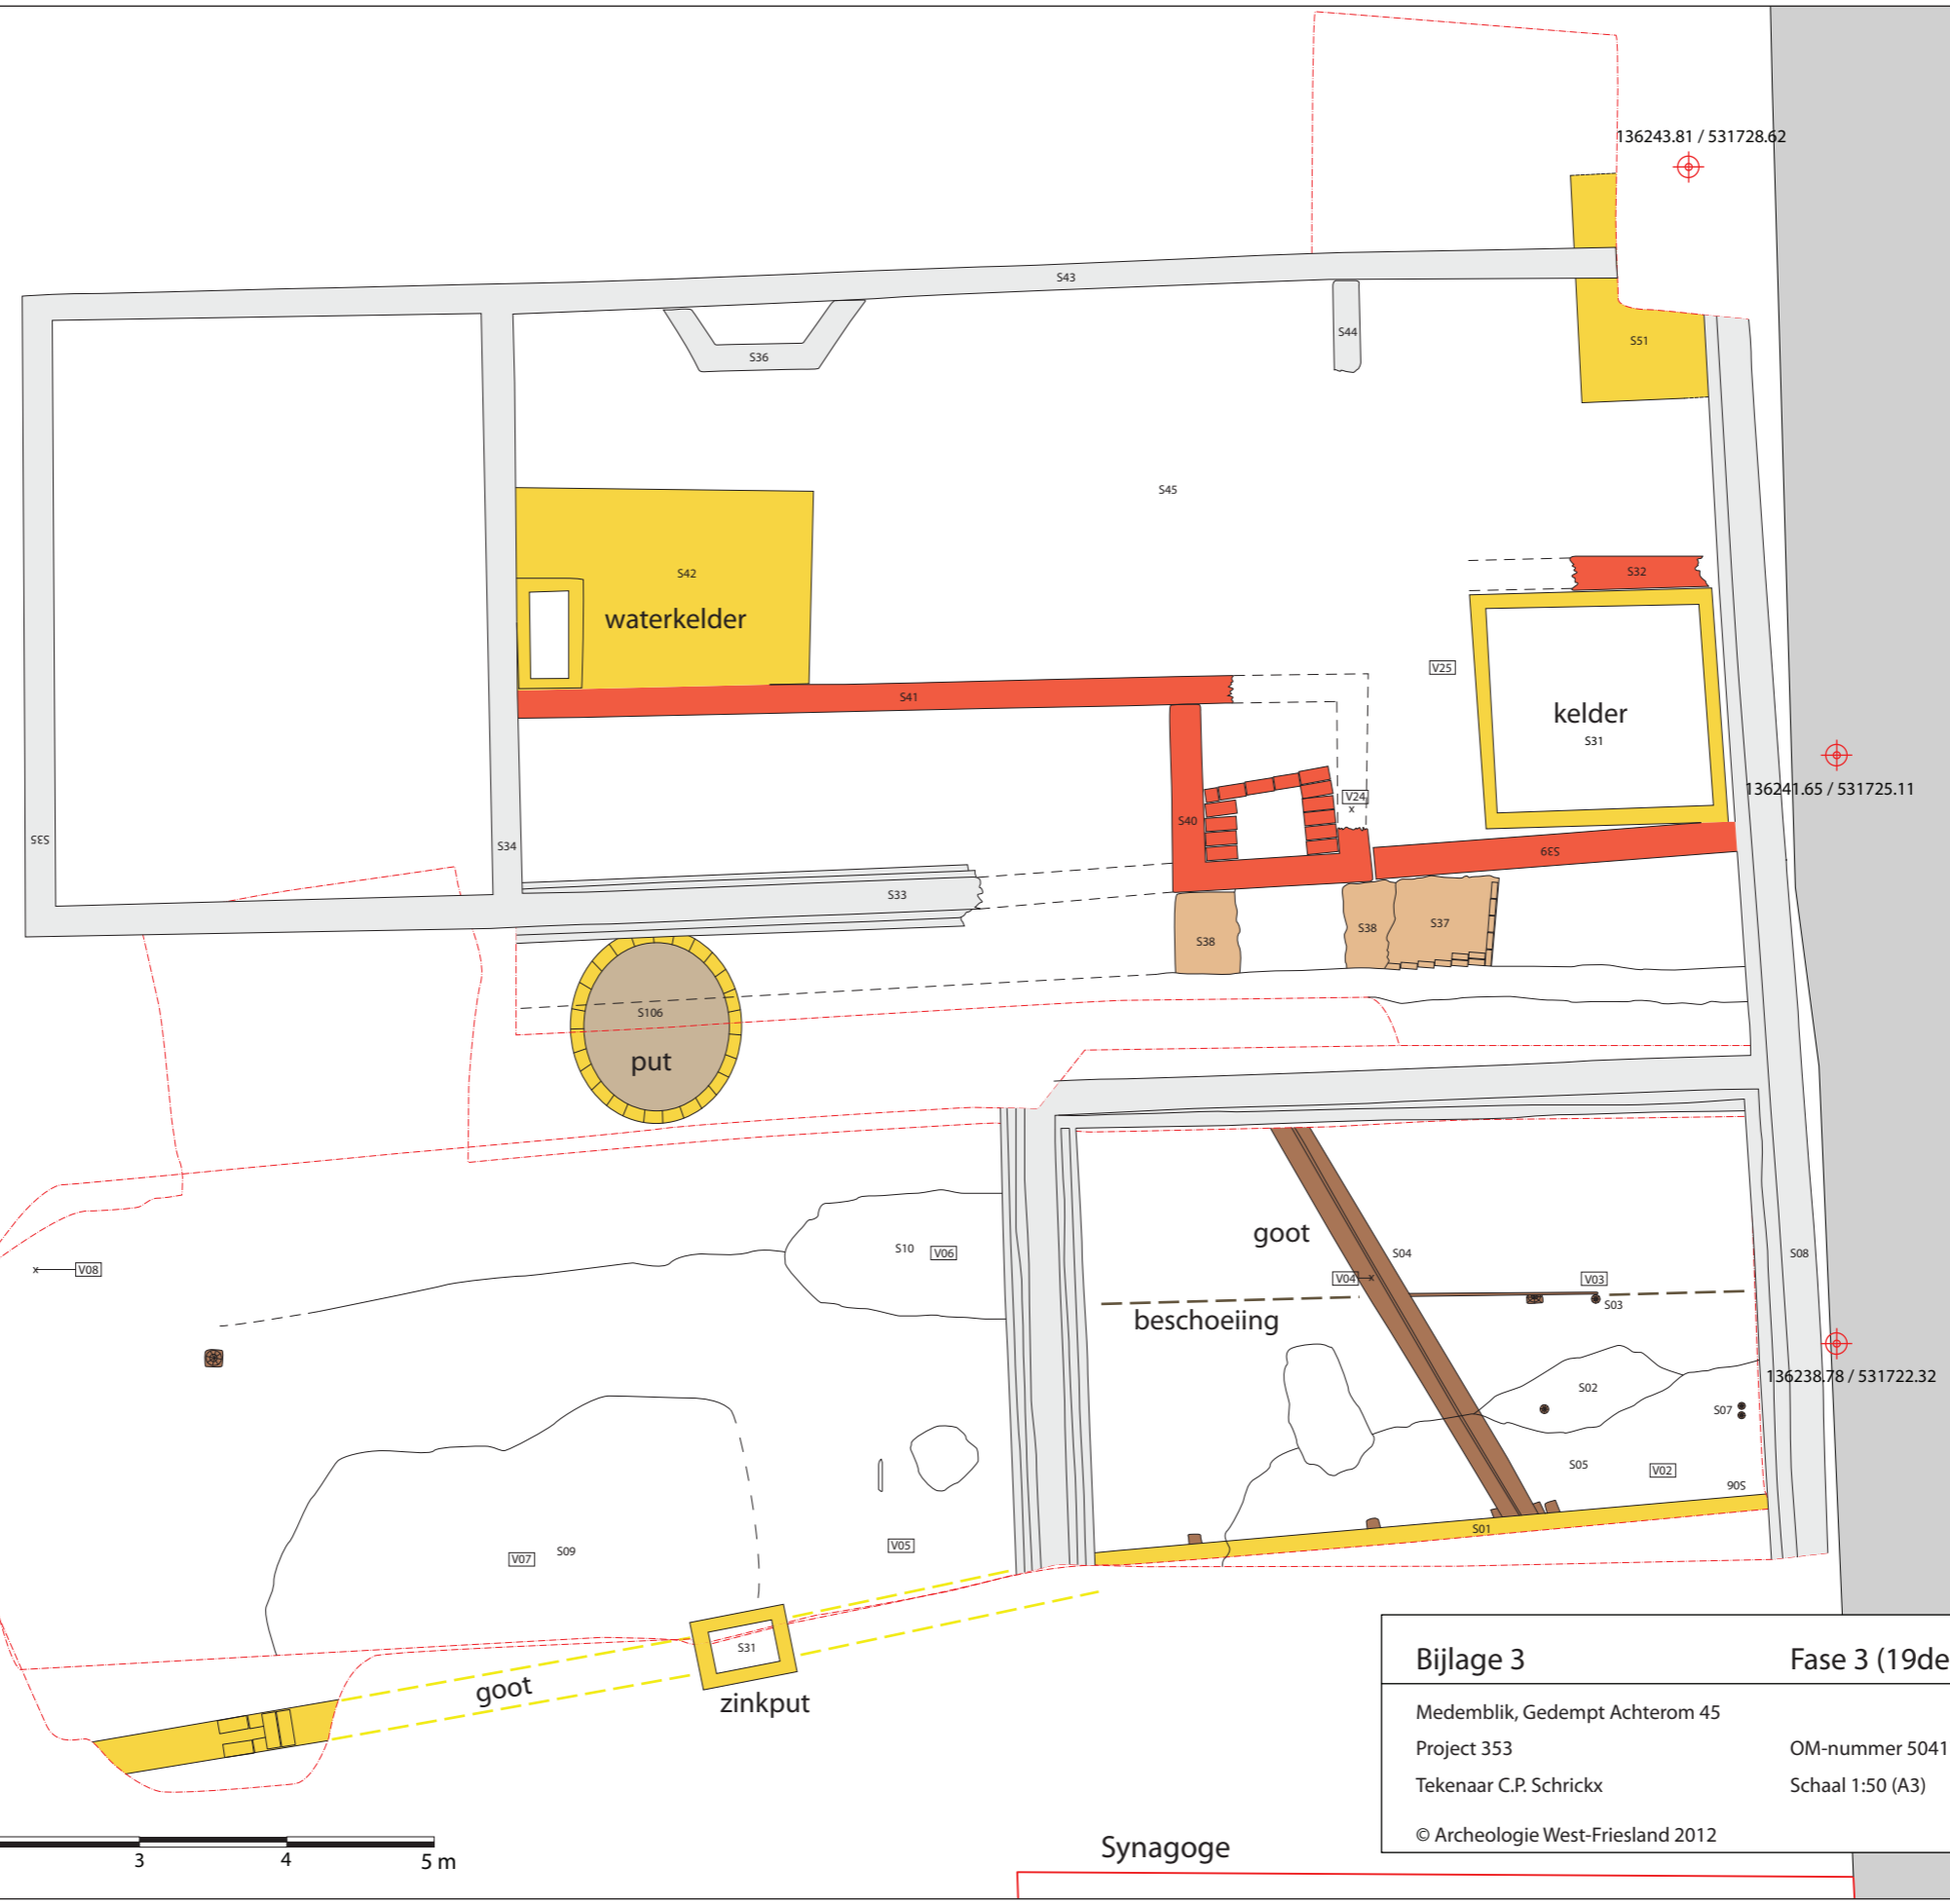 136243.81 / 531728.62
S43
S44
S36
S51
S45
S42
waterkelder
S32
V25
S41
kelder
S31
136241.65 / 531725.11
V24
x
S40
S35
S34
S39
S33
S38
S38
S37
S106
put
goot
S10
V06
S04
S08
x
V08
V04
x
V03
S03
beschoeiing
136238.78 / 531722.32
S02
S07
S05
V02
S06
S01
V05
S09
V07
S31
goot
zinkput
Bijlage 3
Fase 3 (19de
Medemblik, Gedempt Achterom 45
Project 353
OM-nummer 5041
Tekenaar C.P. Schrickx
Schaal 1:50 (A3)
© Archeologie West-Friesland 2012
Synagoge
3
4
5 m